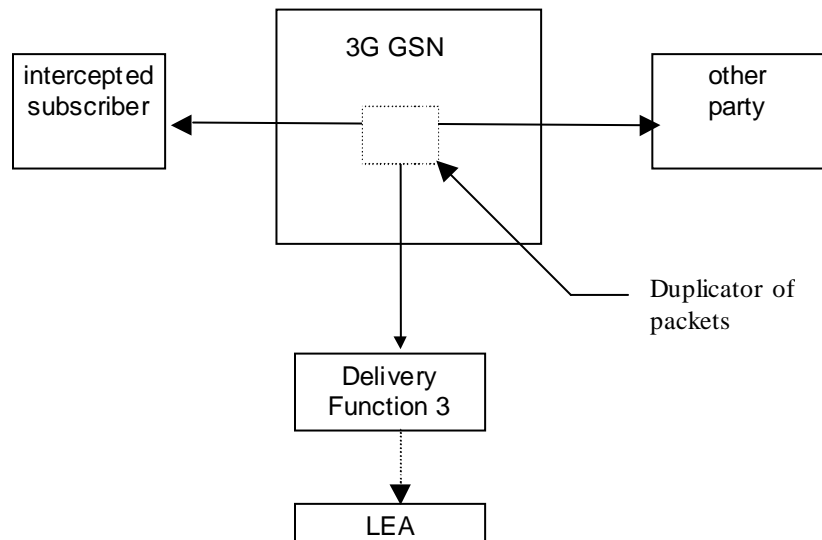 3G GSN
intercepted
subscriber
other
party
Duplicator of
packets
Delivery
Function 3
LEA